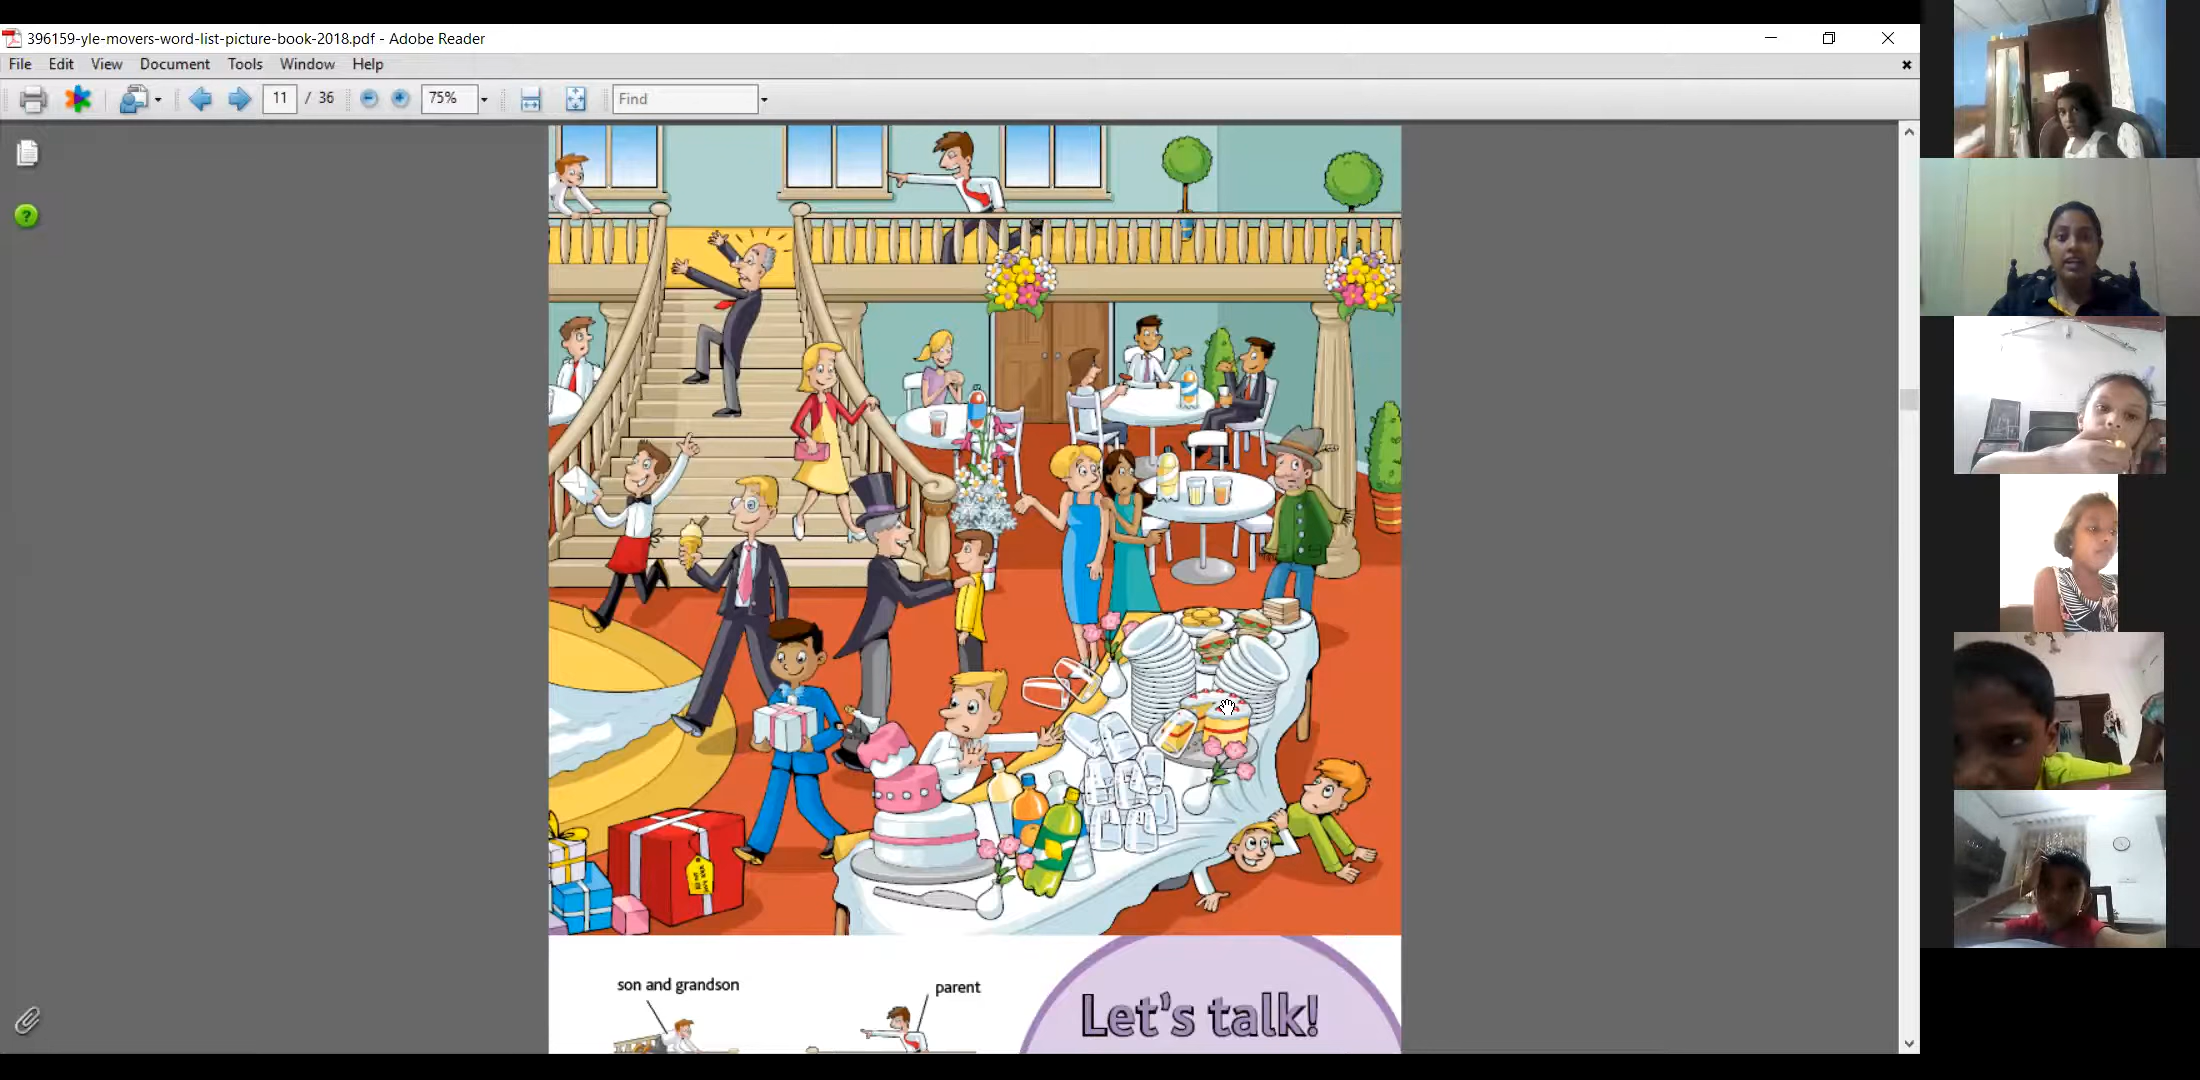 396159-yle-movers-word-list-picture-book-2018.pdf - Adobe Reader
File Edit View Document Tools Window Help
11 / 36 75% Find
son and grandson
parent
Let's talk!